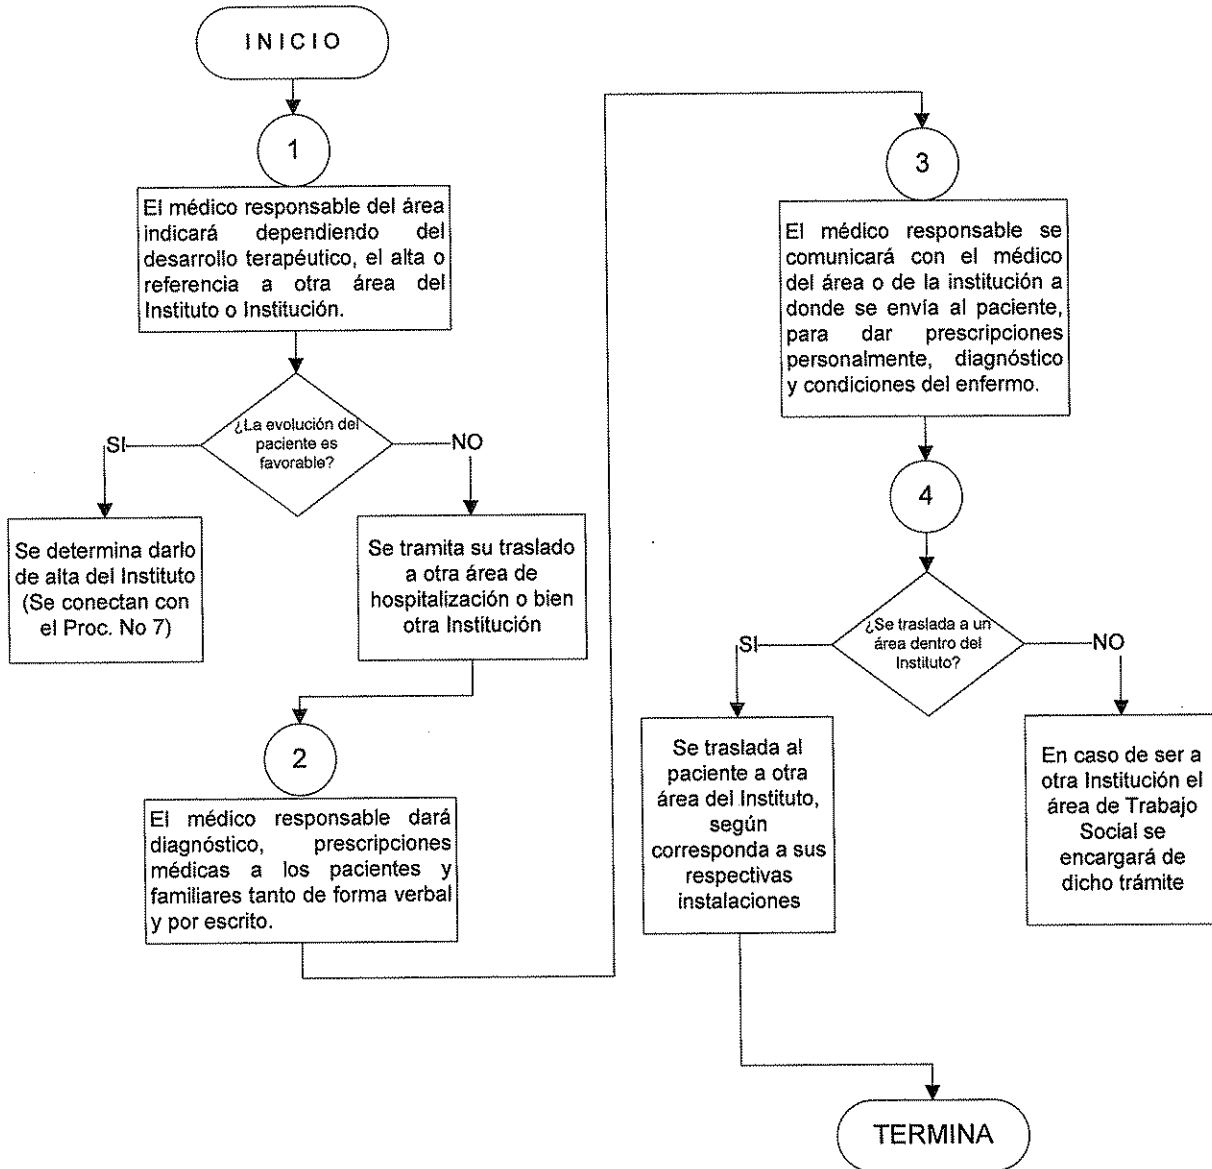 INICIO
1
El médico responsable del área
indicará dependiendo del
desarrollo terapéutico, el alta o
referencia a otra área del
Instituto o Institución.
¿La evolución del
paciente es
favorable?
SI
NO
Se determina darlo
de alta del Instituto
(Se conectan con
el Proc. No 7)
Se tramita su traslado
a otra área de
hospitalización o bien
otra Institución
2
El médico responsable dará
diagnóstico, prescripciones
médicas a los pacientes y
familiares tanto de forma verbal
y por escrito.
3
El médico responsable se
comunicará con el médico
del área o de la institución a
donde se envía al paciente,
para dar prescripciones
personalmente, diagnóstico
y condiciones del enfermo.
4
¿Se traslada a un
área dentro del
Instituto?
SI
NO
Se traslada al
paciente a otra
área del Instituto,
según
corresponda a sus
respectivas
instalaciones
En caso de ser a
otra Institución el
área de Trabajo
Social se
encargará de
dicho trámite
TERMINA